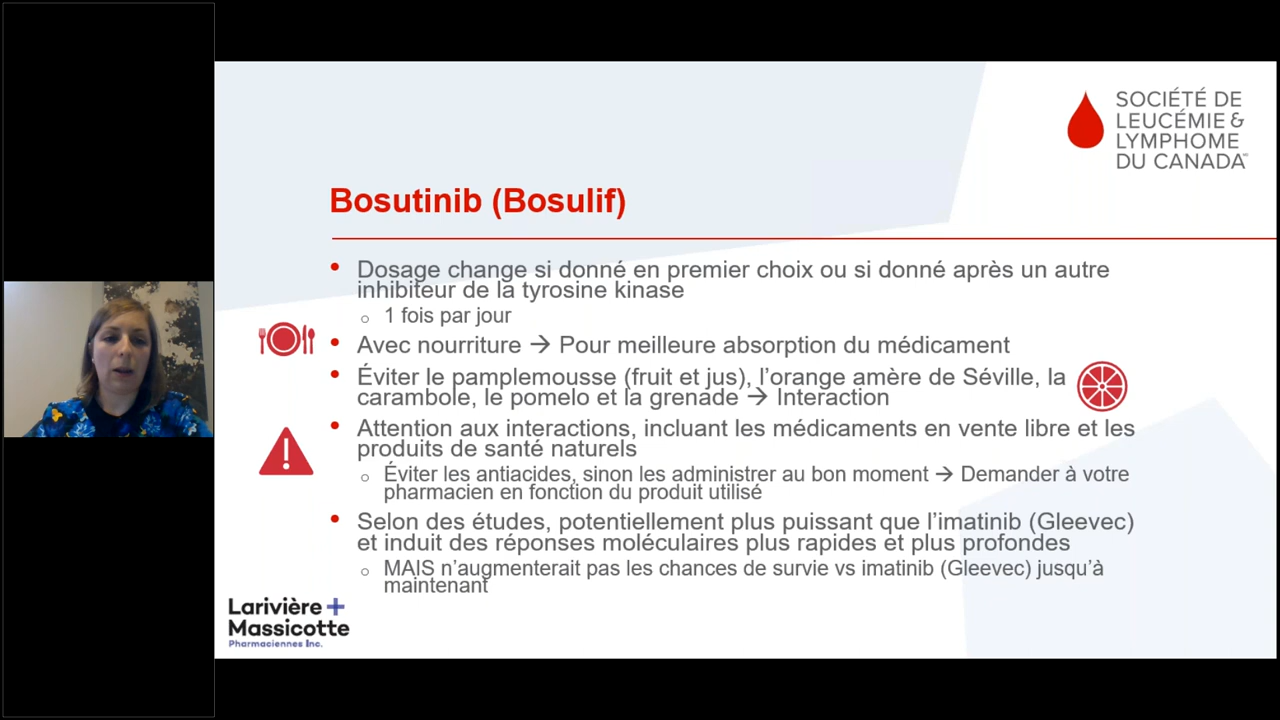 SOCIÉTÉ DE
LEUCÉMIE &
LYMPHOME
DU CANADA
Bosutinib (Bosulif)
• Dosage change si donné en premier choix ou si donné après un autre
inhibiteur de la tyrosine kinase
o 1 fois par jour
• Avec nourriture → Pour meilleure absorption du médicament
• Éviter le pamplemousse (fruit et jus), l’orange amère de Séville, la
carambole, le pomelo et la grenade → Interaction
• Attention aux interactions, incluant les médicaments en vente libre et les
produits de santé naturels
o Éviter les antiacides, sinon les administrer au bon moment → Demander à votre
pharmacien en fonction du produit utilisé
• Selon des études, potentiellement plus puissant que l’imatinib (Gleevec)
et induit des réponses moléculaires plus rapides et plus profondes
o MAIS n’augmenterait pas les chances de survie vs imatinib (Gleevec) jusqu’à
maintenant
Larivière +
Massicotte
Pharmaciennes Inc.